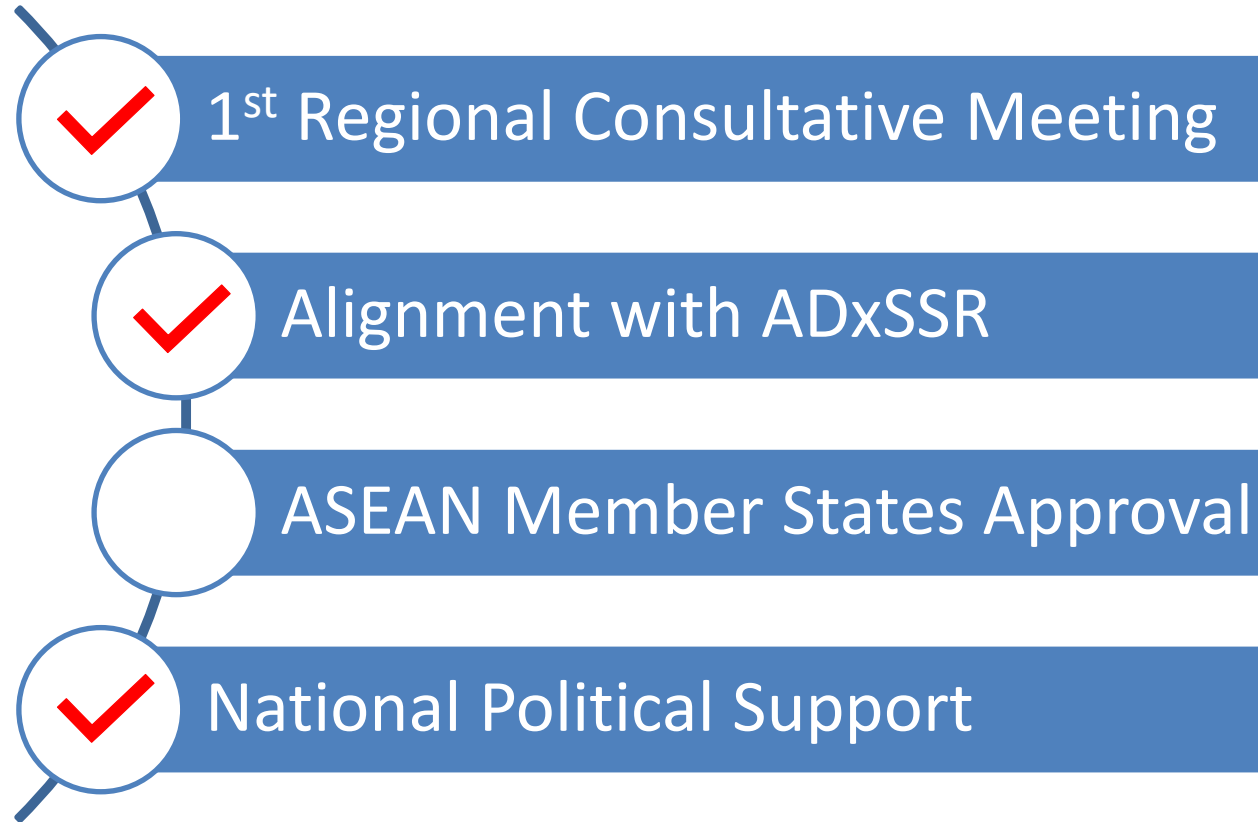 1st Regional Consultative Meeting
Alignment with ADxSSR
ASEAN Member States Approval
National Political Support